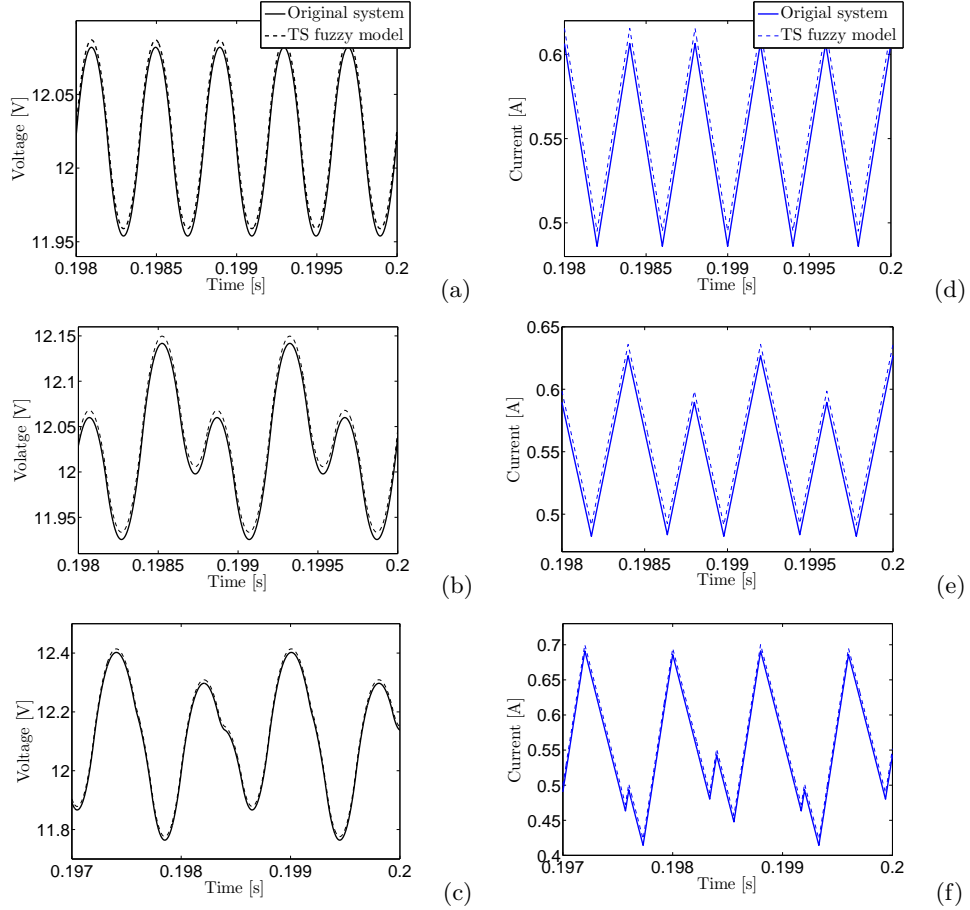 Original system
TS fuzzy model
12.05
12
11.95
Voltage [V]
0.198 0.1985 0.199 0.1995 0.2
Time [s]
(a)
Origial system
TS fuzzy model
0.6
0.55
0.5
Current [A]
0.198 0.1985 0.199 0.1995 0.2
Time [s]
(d)
12.15
12.1
12.05
12
11.95
Volatge [V]
0.198 0.1985 0.199 0.1995 0.2
Time [s]
(b)
0.65
0.6
0.55
0.5
Current [A]
0.198 0.1985 0.199 0.1995 0.2
Time [s]
(e)
12.4
12.2
12
11.8
Voltage [V]
0.197 0.198 0.199 0.2
Time [s]
(c)
0.7
0.65
0.6
0.55
0.5
0.45
0.4
Current [A]
0.197 0.198 0.199 0.2
Time [s]
(f)